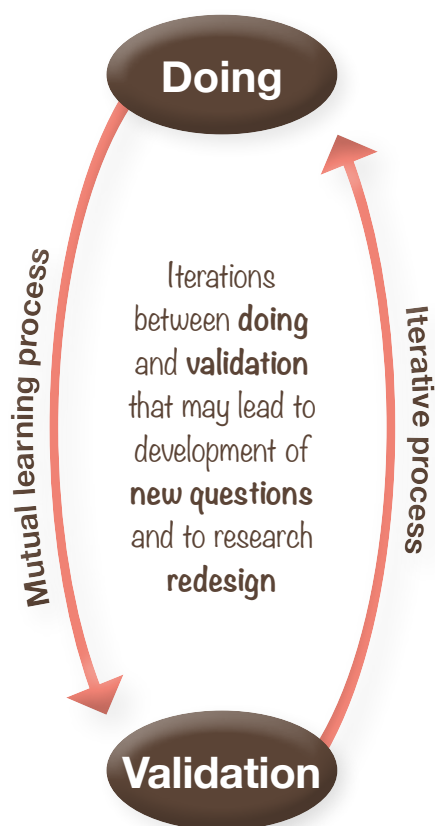 Doing
Mutual learning process
Iterations
between doing
and validation
that may lead to
development of
new questions
and to research
redesign
Iterative process
Validation